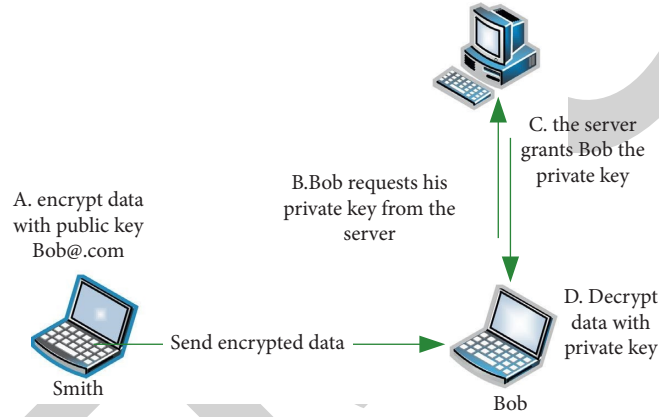 C. the server
grants Bob the
private key
B.Bob requests his
private key from the
server
A. encrypt data
with public key
Bob@.com
D. Decrypt
data with
private key
Send encrypted data
Smith
Bob